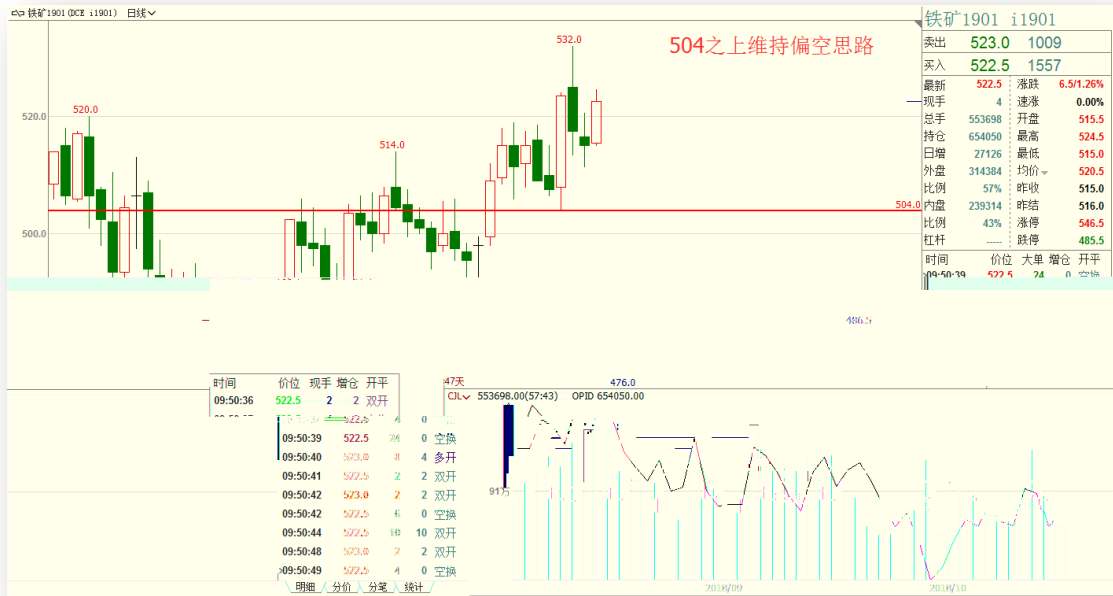 铁矿1901(DCE i1901) 日线
铁矿1901 i1901
504之上维持偏空思路
532.0
520.0
514.0
520.0
504.0
500.0
卖出 523.0 1009
买入 522.5 1557
最新 522.5 涨跌 6.5/1.26%
现手 4 速涨 0.00%
总手 553698 开盘 515.5
持仓 654050 最高 524.5
日增 27126 最低 515.0
外盘 314384 均价 520.5
比例 57% 昨收 515.0
内盘 239314 昨结 516.0
比例 43% 涨停 546.5
杠杆 ----- 跌停 485.5
时间 价位 大单 增仓 开平
09:50:39 522.5 24 0 空换
486.5
时间 价位 现手 增仓 开平
09:50:36 522.5 2 2 双开
47天 476.0
CJL 553698.00(57:43) OPID 654050.00
09:50:39 522.5 0 空换
09:50:40 523.0 8 4 多开
09:50:41 522.5 2 2 双开
09:50:42 523.0 2 2 双开
09:50:42 522.5 6 0 空换
09:50:44 522.5 10 10 双开
09:50:48 523.0 2 2 双开
09:50:49 522.5 4 0 空换
91万
明细 分价 分笔 统计
2018/09 2018/10